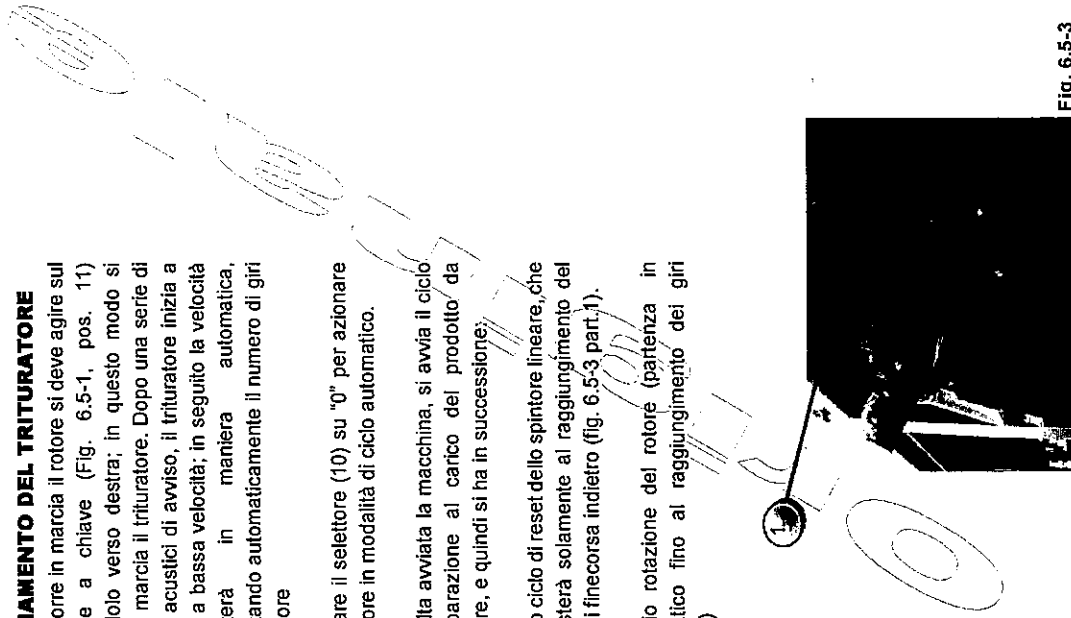 IAMENTO DEL TRITURATORE
orre in marcia il rotore si deve agire sul
e a chiave (Fig. 6.5-1, pos. 11)
dolo verso destra; in questo modo si
marcia il trituratore. Dopo una serie di
acustici di avviso, il trituratore inizia a
a bassa velocità; in seguito la velocità
erà in maniera automatica,
ando automaticamente il numero di giri
ore
are il selettore (10) su "0" per azionare
ore in modalità di ciclo automatico.
lta avviata la macchina, si avvia il ciclo
parazione al carico del prodotto da
re, e quindi si ha in successione:
o ciclo di reset dello spintore lineare, che
sterà solamente al raggiungimento del
i finecorsa indietro (fig. 6.5-3 part.1).
io rotazione del rotore (partenza in
tico fino al raggiungimento dei giri
)
1
Fig. 6.5-3